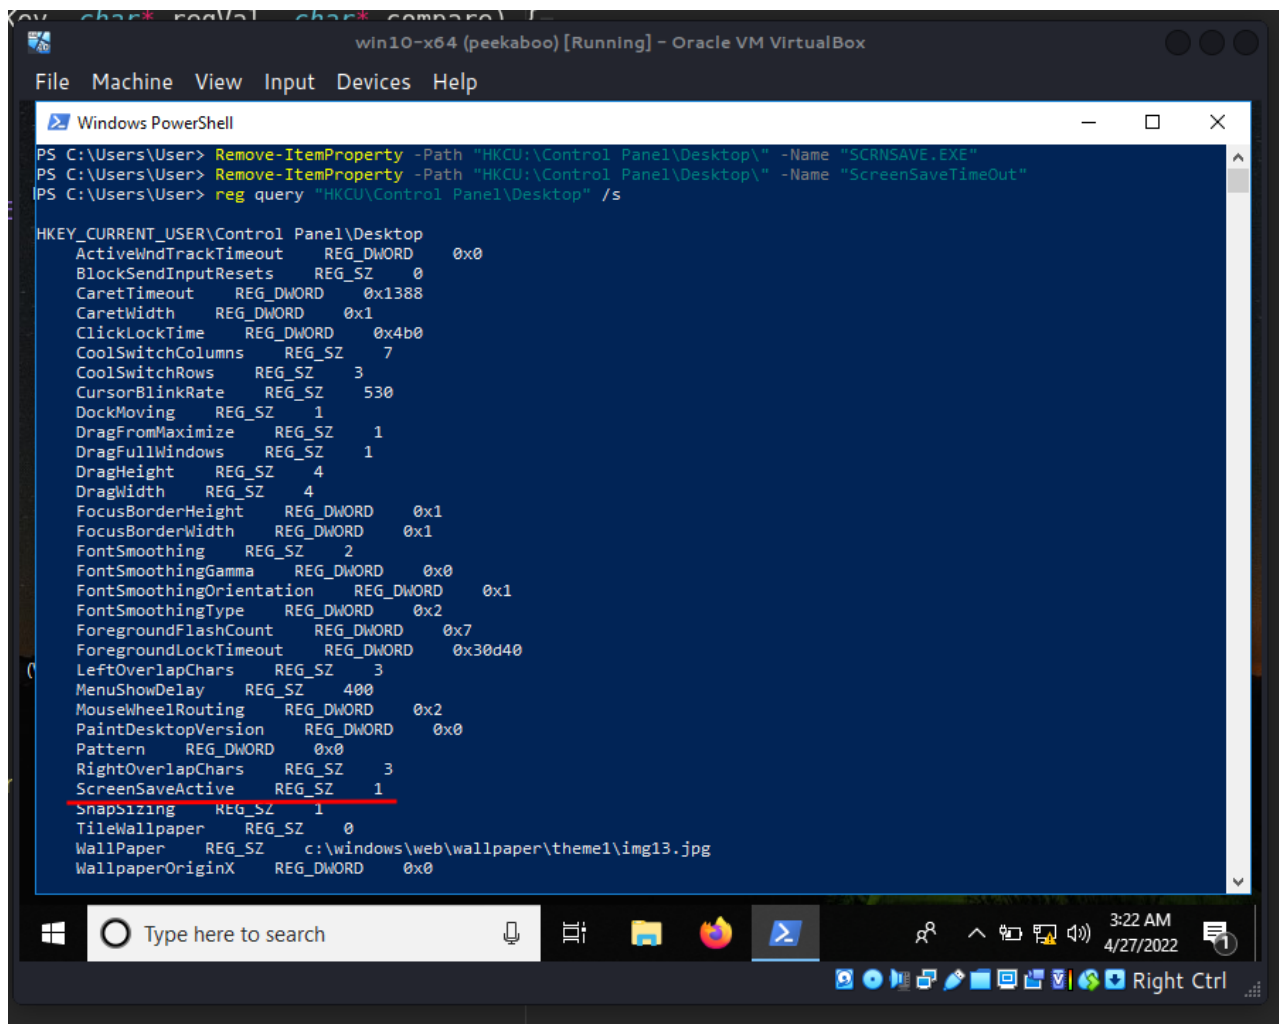 Key, char* regVal, char* compare) {
win10-x64 (peekaboo) [Running] - Oracle VM VirtualBox
File Machine View Input Devices Help
Windows PowerShell
PS C:\Users\User> Remove-ItemProperty -Path "HKCU:\Control Panel\Desktop\" -Name "SCRNSAVE.EXE"
PS C:\Users\User> Remove-ItemProperty -Path "HKCU:\Control Panel\Desktop\" -Name "ScreenSaveTimeOut"
PS C:\Users\User> reg query "HKCU\Control Panel\Desktop" /s
HKEY_CURRENT_USER\Control Panel\Desktop
ActiveWndTrackTimeout REG_DWORD 0x0
BlockSendInputResets REG_SZ 0
CaretTimeout REG_DWORD 0x1388
CaretWidth REG_DWORD 0x1
ClickLockTime REG_DWORD 0x4b0
CoolSwitchColumns REG_SZ 7
CoolSwitchRows REG_SZ 3
CursorBlinkRate REG_SZ 530
DockMoving REG_SZ 1
DragFromMaximize REG_SZ 1
DragFullWindows REG_SZ 1
DragHeight REG_SZ 4
DragWidth REG_SZ 4
FocusBorderHeight REG_DWORD 0x1
FocusBorderWidth REG_DWORD 0x1
FontSmoothing REG_SZ 2
FontSmoothingGamma REG_DWORD 0x0
FontSmoothingOrientation REG_DWORD 0x1
FontSmoothingType REG_DWORD 0x2
ForegroundFlashCount REG_DWORD 0x7
ForegroundLockTimeout REG_DWORD 0x30d40
LeftOverlapChars REG_SZ 3
MenuShowDelay REG_SZ 400
MouseWheelRouting REG_DWORD 0x2
PaintDesktopVersion REG_DWORD 0x0
Pattern REG_DWORD 0x0
RightOverlapChars REG_SZ 3
ScreenSaveActive REG_SZ 1
SnapSizing REG_SZ 1
TileWallpaper REG_SZ 0
WallPaper REG_SZ c:\windows\web\wallpaper\theme1\img13.jpg
WallpaperOriginX REG_DWORD 0x0
Type here to search
3:22 AM
4/27/2022
1
Right Ctrl